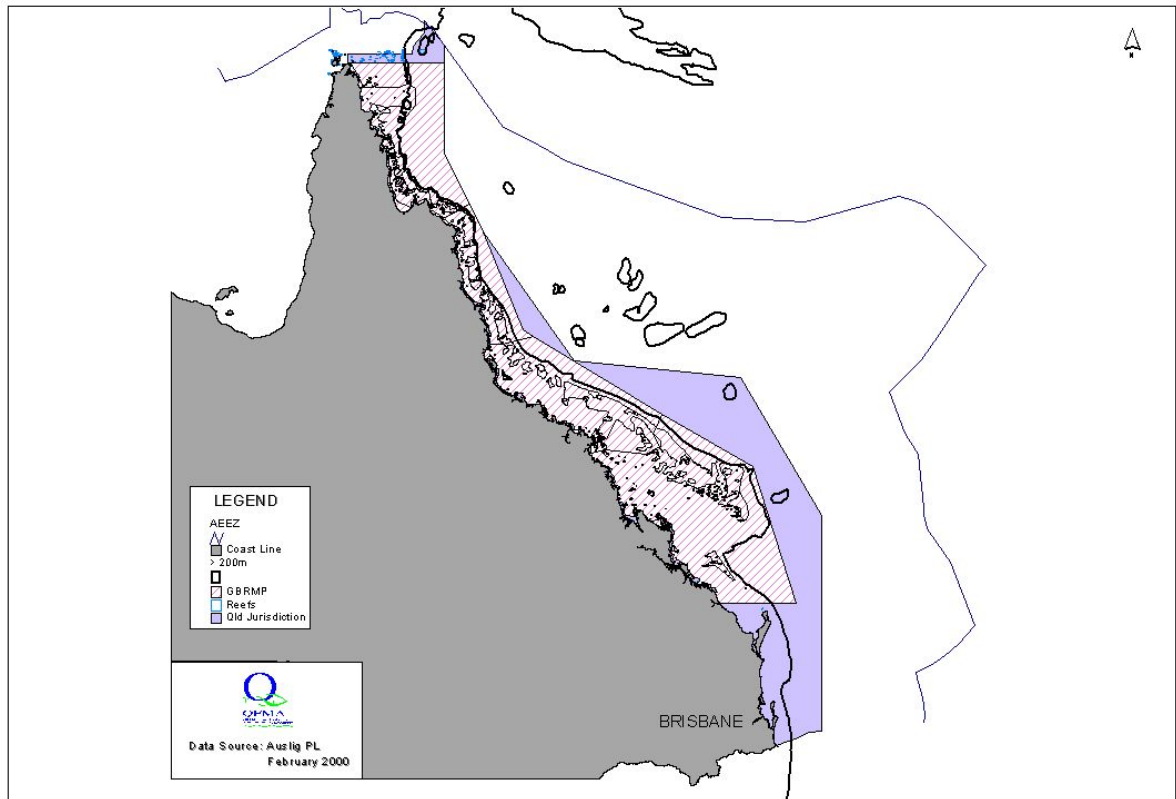 N
LEGEND
AEEZ
Coast Line
> 200m
GBRMP
Reefs
Qld Jurisdiction
QFMA
Data Source: Auslig PL
February 2000
BRISBANE